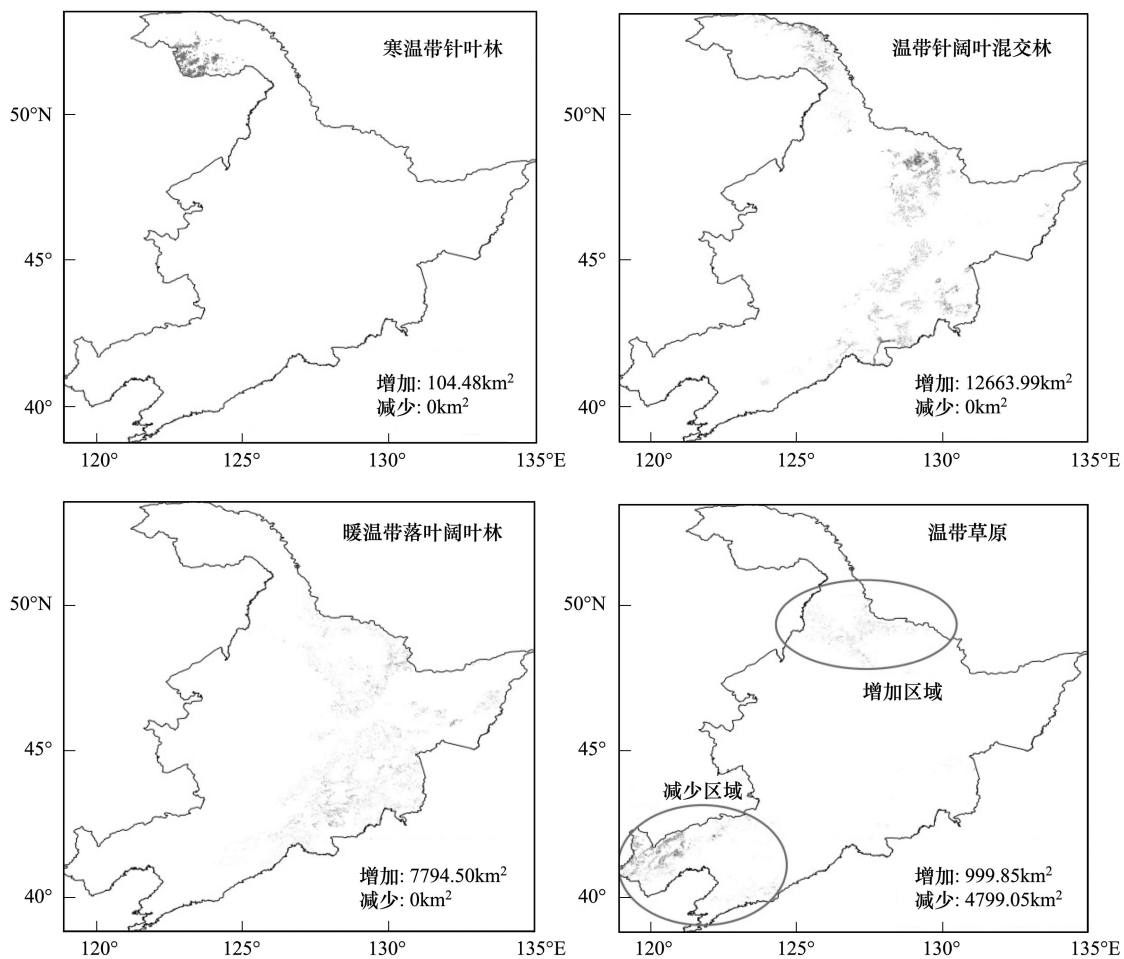 寒温带针叶林
50°N
45°
40°
增加: 104.48km²
减少: 0km²
120°
125°
130°
135°E
温带针阔叶混交林
50°N
45°
40°
增加: 12663.99km²
减少: 0km²
120°
125°
130°
135°E
暖温带落叶阔叶林
50°N
45°
40°
增加: 7794.50km²
减少: 0km²
120°
125°
130°
135°E
温带草原
50°N
增加区域
45°
减少区域
40°
增加: 999.85km²
减少: 4799.05km²
120°
125°
130°
135°E